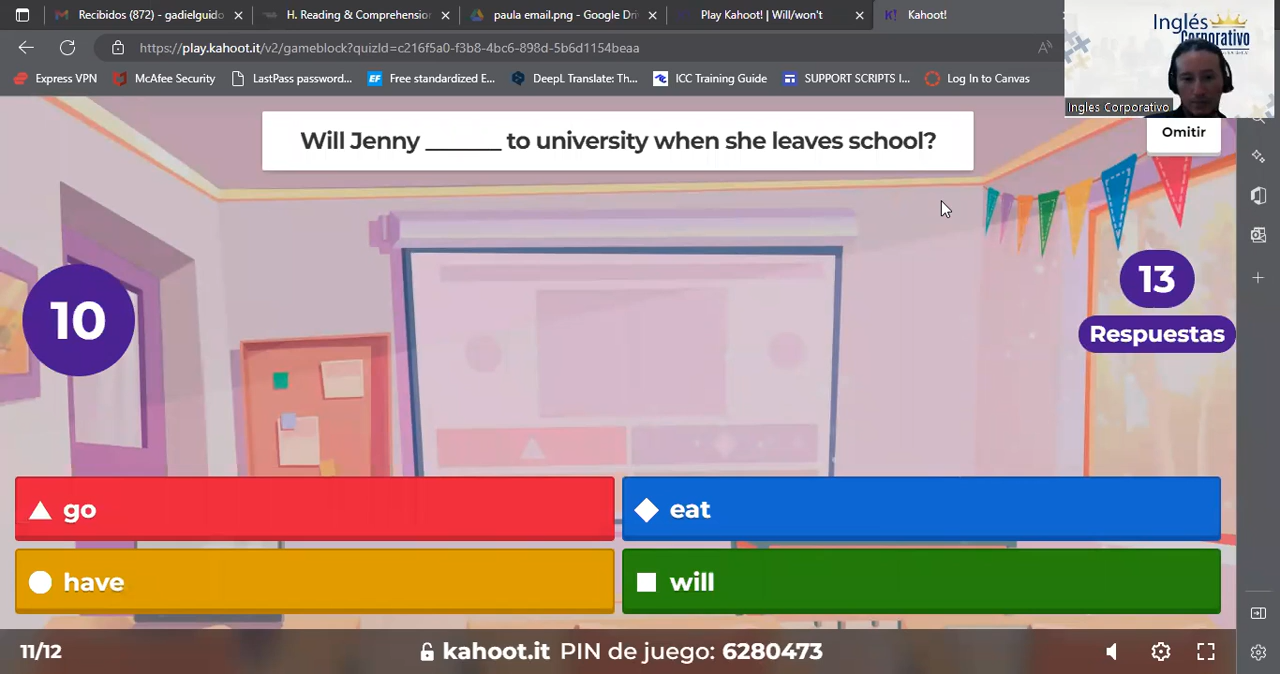 Recibidos (872) - gadielguido
H. Reading & Comprehension
paula email.png - Google Dri
Play Kahoot! | Will/won't
K! Kahoot!
https://play.kahoot.it/v2/gameblock?quizId=c216f5a0-f3b8-4bc6-898d-5b6d1154beaa
Express VPN
McAfee Security
LastPass password...
EF Free standardized E...
DeepL Translate: Th...
ICC Training Guide
SUPPORT SCRIPTS I...
Log In to Canvas
Inglés
Corporativo
Ingles Corporativo
Omitir
Will Jenny ______ to university when she leaves school?
10
13
Respuestas
go
eat
have
will
11/12
kahoot.it PIN de juego: 6280473